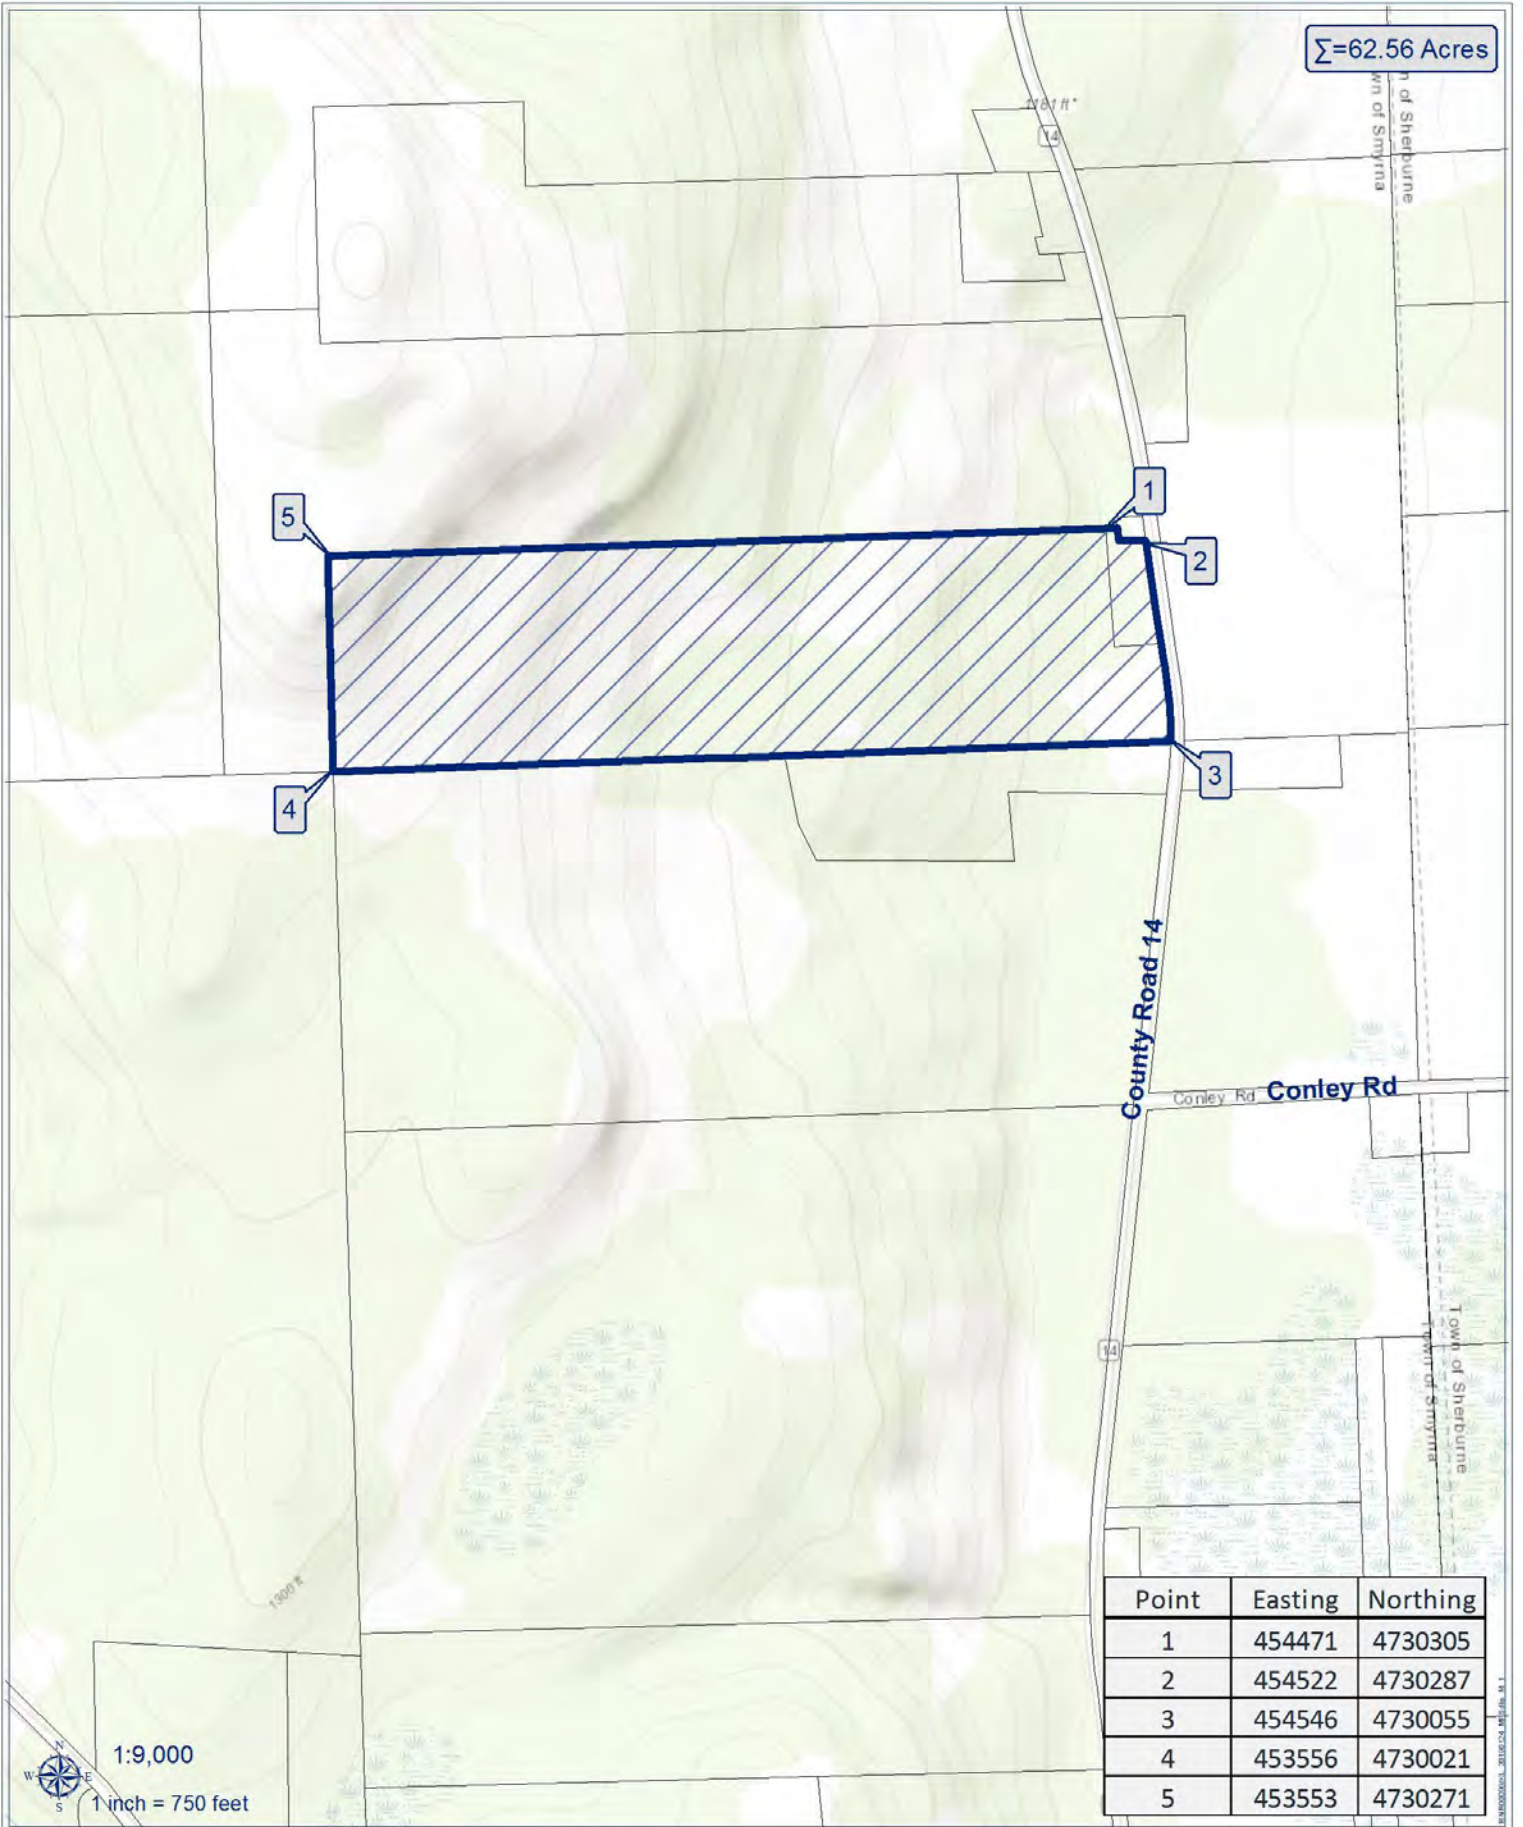 ∑=62.56 Acres
1181 ft
14
n of Sherburne
wn of Smyrna
1
5
2
3
4
County Road 14
Conley Rd Conley Rd
14
Town of Sherburne
Town of Smyrna
1300 ft
Point Easting Northing
1 454471 4730305
2 454522 4730287
3 454546 4730055
4 453556 4730021
5 453553 4730271
N
W E
S
1:9,000
1 inch = 750 feet